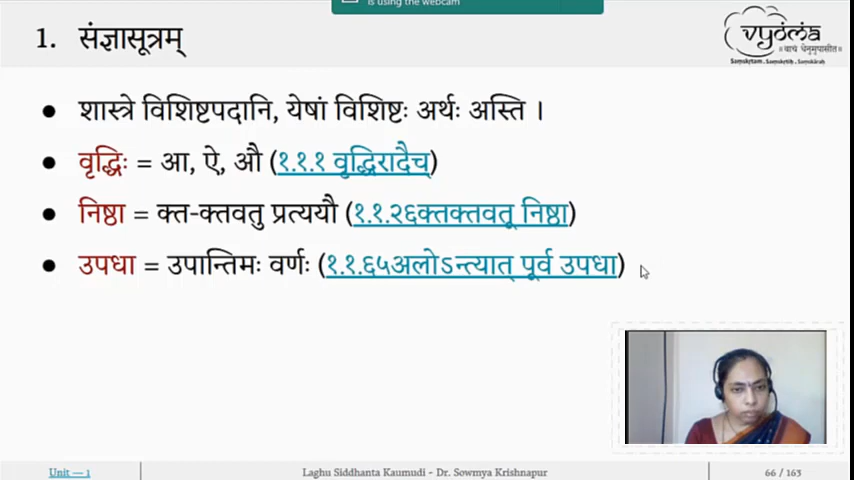 is using the webcam
1. संज्ञासूत्रम्
vyoma
॥वाचं धेनुमुपासीत॥
Samskrtam . Samskrtih . Samskarah
● शास्त्रे विशिष्टपदानि, येषां विशिष्टः अर्थः अस्ति ।
● वृद्धिः = आ, ऐ, औ (१.१.१ वृद्धिरादैच्)
● निष्ठा = क्त-क्तवतु प्रत्ययौ (१.१.२६क्तक्तवतू निष्ठा)
● उपधा = उपान्तिमः वर्णः (१.१.६५अलोऽन्त्यात् पूर्व उपधा)
Unit — 1
Laghu Siddhanta Kaumudi - Dr. Sowmya Krishnapur
66 / 163